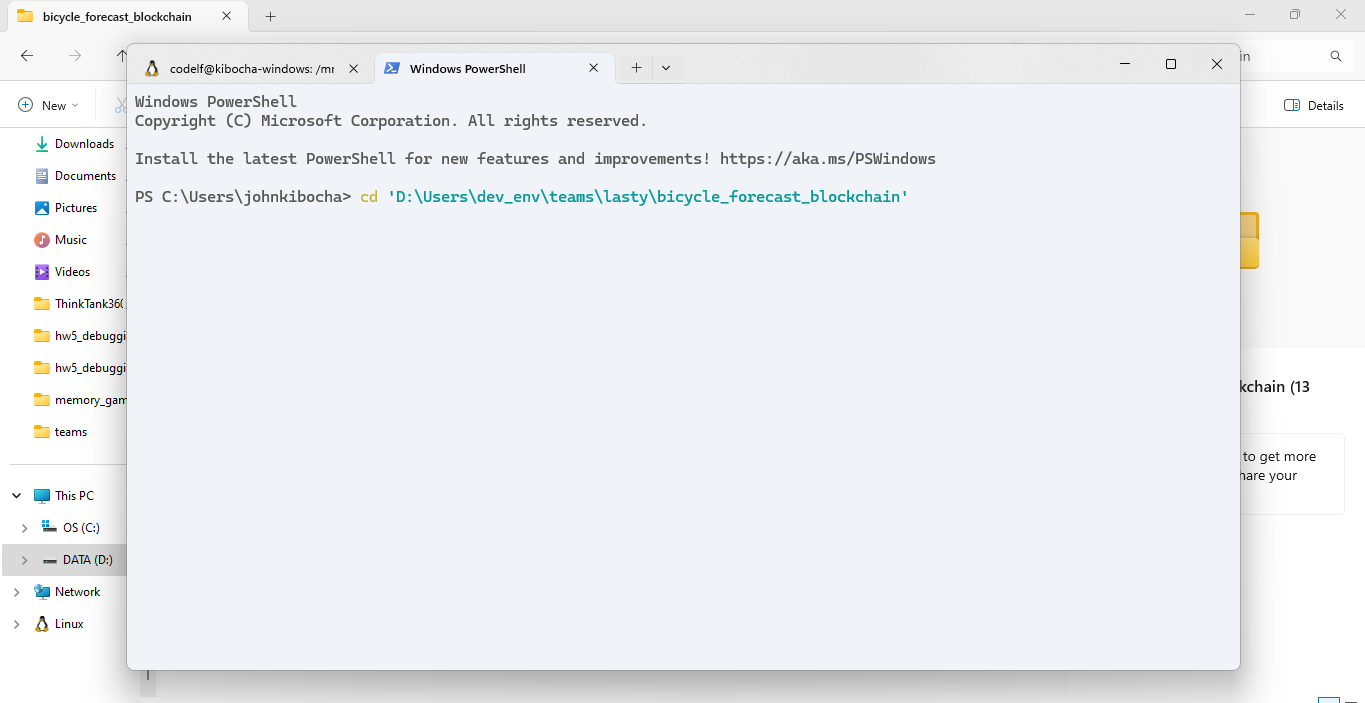 bicycle_forecast_blockchain
in
New
Details
codelf@kibocha-windows: /mr
Windows PowerShell
Windows PowerShell
Copyright (C) Microsoft Corporation. All rights reserved.
Install the latest PowerShell for new features and improvements! https://aka.ms/PSWindows
PS C:\Users\johnkibocha> cd 'D:\Users\dev_env\teams\lasty\bicycle_forecast_blockchain'
Downloads
Documents
Pictures
Music
Videos
ThinkTank360
hw5_debuggi
hw5_debuggi
memory_gam
teams
This PC
OS (C:)
DATA (D:)
Network
Linux
kchain (13
to get more
hare your